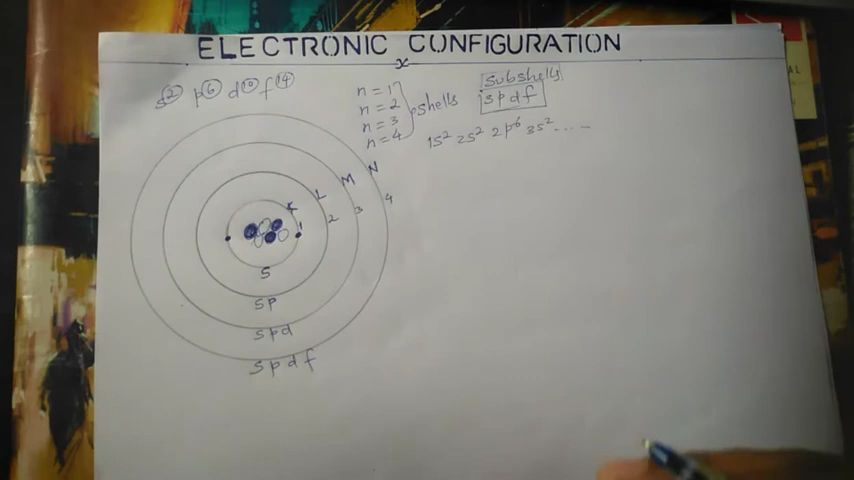 ELECTRONIC CONFIGURATION
x
s² p⁶ d¹⁰ f¹⁴
n = 1
n = 2
n = 3
n = 4
shells
Subshells
s p d f
1s² 2s² 2p⁶ 3s² .... –
K L M N
1 2 3 4
S
s p
s p d
s p d f
AL